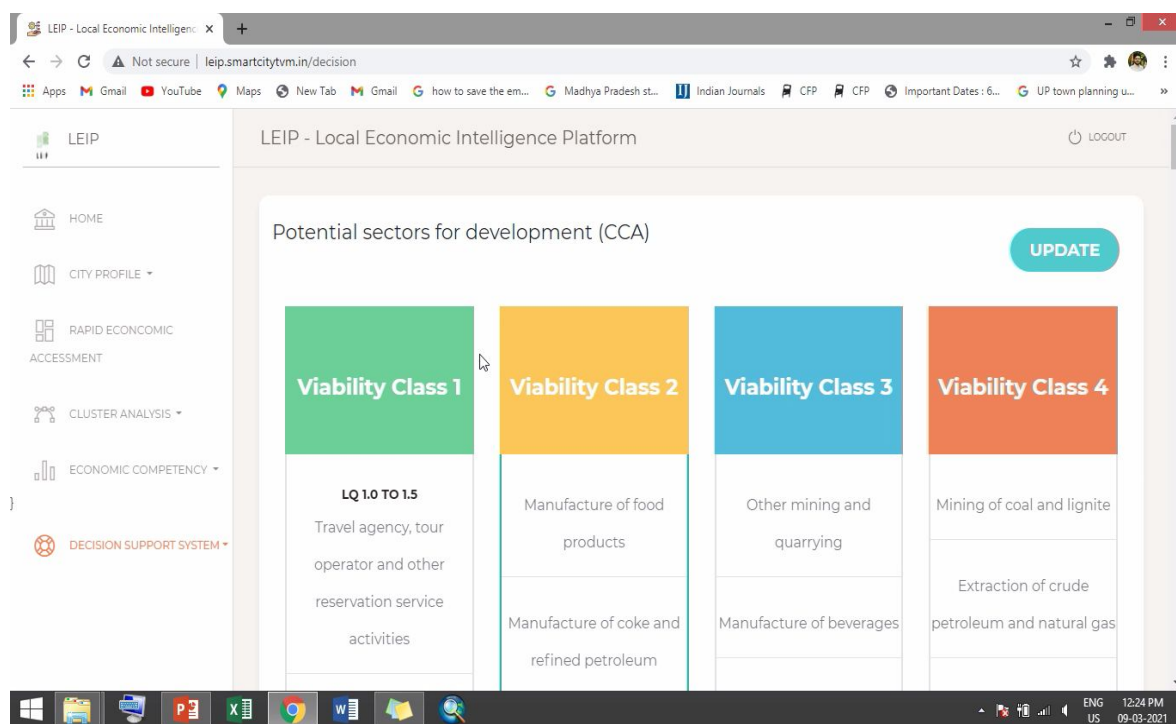 LEIP - Local Economic Intelligenc
Not secure | leip.smartcitytvm.in/decision
Apps Gmail YouTube Maps New Tab Gmail how to save the em... Madhya Pradesh st... Indian Journals CFP CFP Important Dates : 6... UP town planning u... »
LEIP
LEIP - Local Economic Intelligence Platform
LOGOUT
HOME
CITY PROFILE
RAPID ECONCOMIC
ACCESSMENT
CLUSTER ANALYSIS
ECONOMIC COMPETENCY
}
DECISION SUPPORT SYSTEM
Potential sectors for development (CCA)
UPDATE
Viability Class 1
LQ 1.0 TO 1.5
Travel agency, tour
operator and other
reservation service
activities
Viability Class 2
Manufacture of food
products
Manufacture of coke and
refined petroleum
Viability Class 3
Other mining and
quarrying
Manufacture of beverages
Viability Class 4
Mining of coal and lignite
Extraction of crude
petroleum and natural gas
ENG 12:24 PM
US 09-03-2021